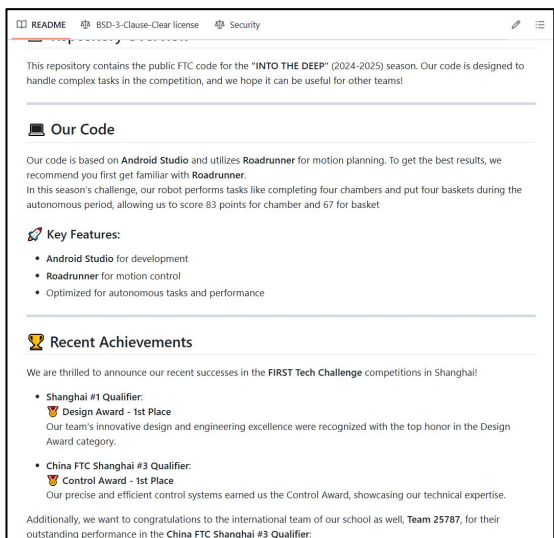 README BSD-3-Clause-Clear license Security
Repository Overview
This repository contains the public FTC code for the "INTO THE DEEP" (2024-2025) season. Our code is designed to
handle complex tasks in the competition, and we hope it can be useful for other teams!
Our Code
Our code is based on Android Studio and utilizes Roadrunner for motion planning. To get the best results, we
recommend you first get familiar with Roadrunner.
In this season's challenge, our robot performs tasks like completing four chambers and put four baskets during the
autonomous period, allowing us to score 83 points for chamber and 67 for basket
Key Features:
• Android Studio for development
• Roadrunner for motion control
• Optimized for autonomous tasks and performance
Recent Achievements
We are thrilled to announce our recent successes in the FIRST Tech Challenge competitions in Shanghai!
• Shanghai #1 Qualifier:
Design Award - 1st Place
Our team's innovative design and engineering excellence were recognized with the top honor in the Design
Award category.
• China FTC Shanghai #3 Qualifier:
Control Award - 1st Place
Our precise and efficient control systems earned us the Control Award, showcasing our technical expertise.
Additionally, we want to congratulations to the international team of our school as well, Team 25787, for their
outstanding performance in the China FTC Shanghai #3 Qualifier: